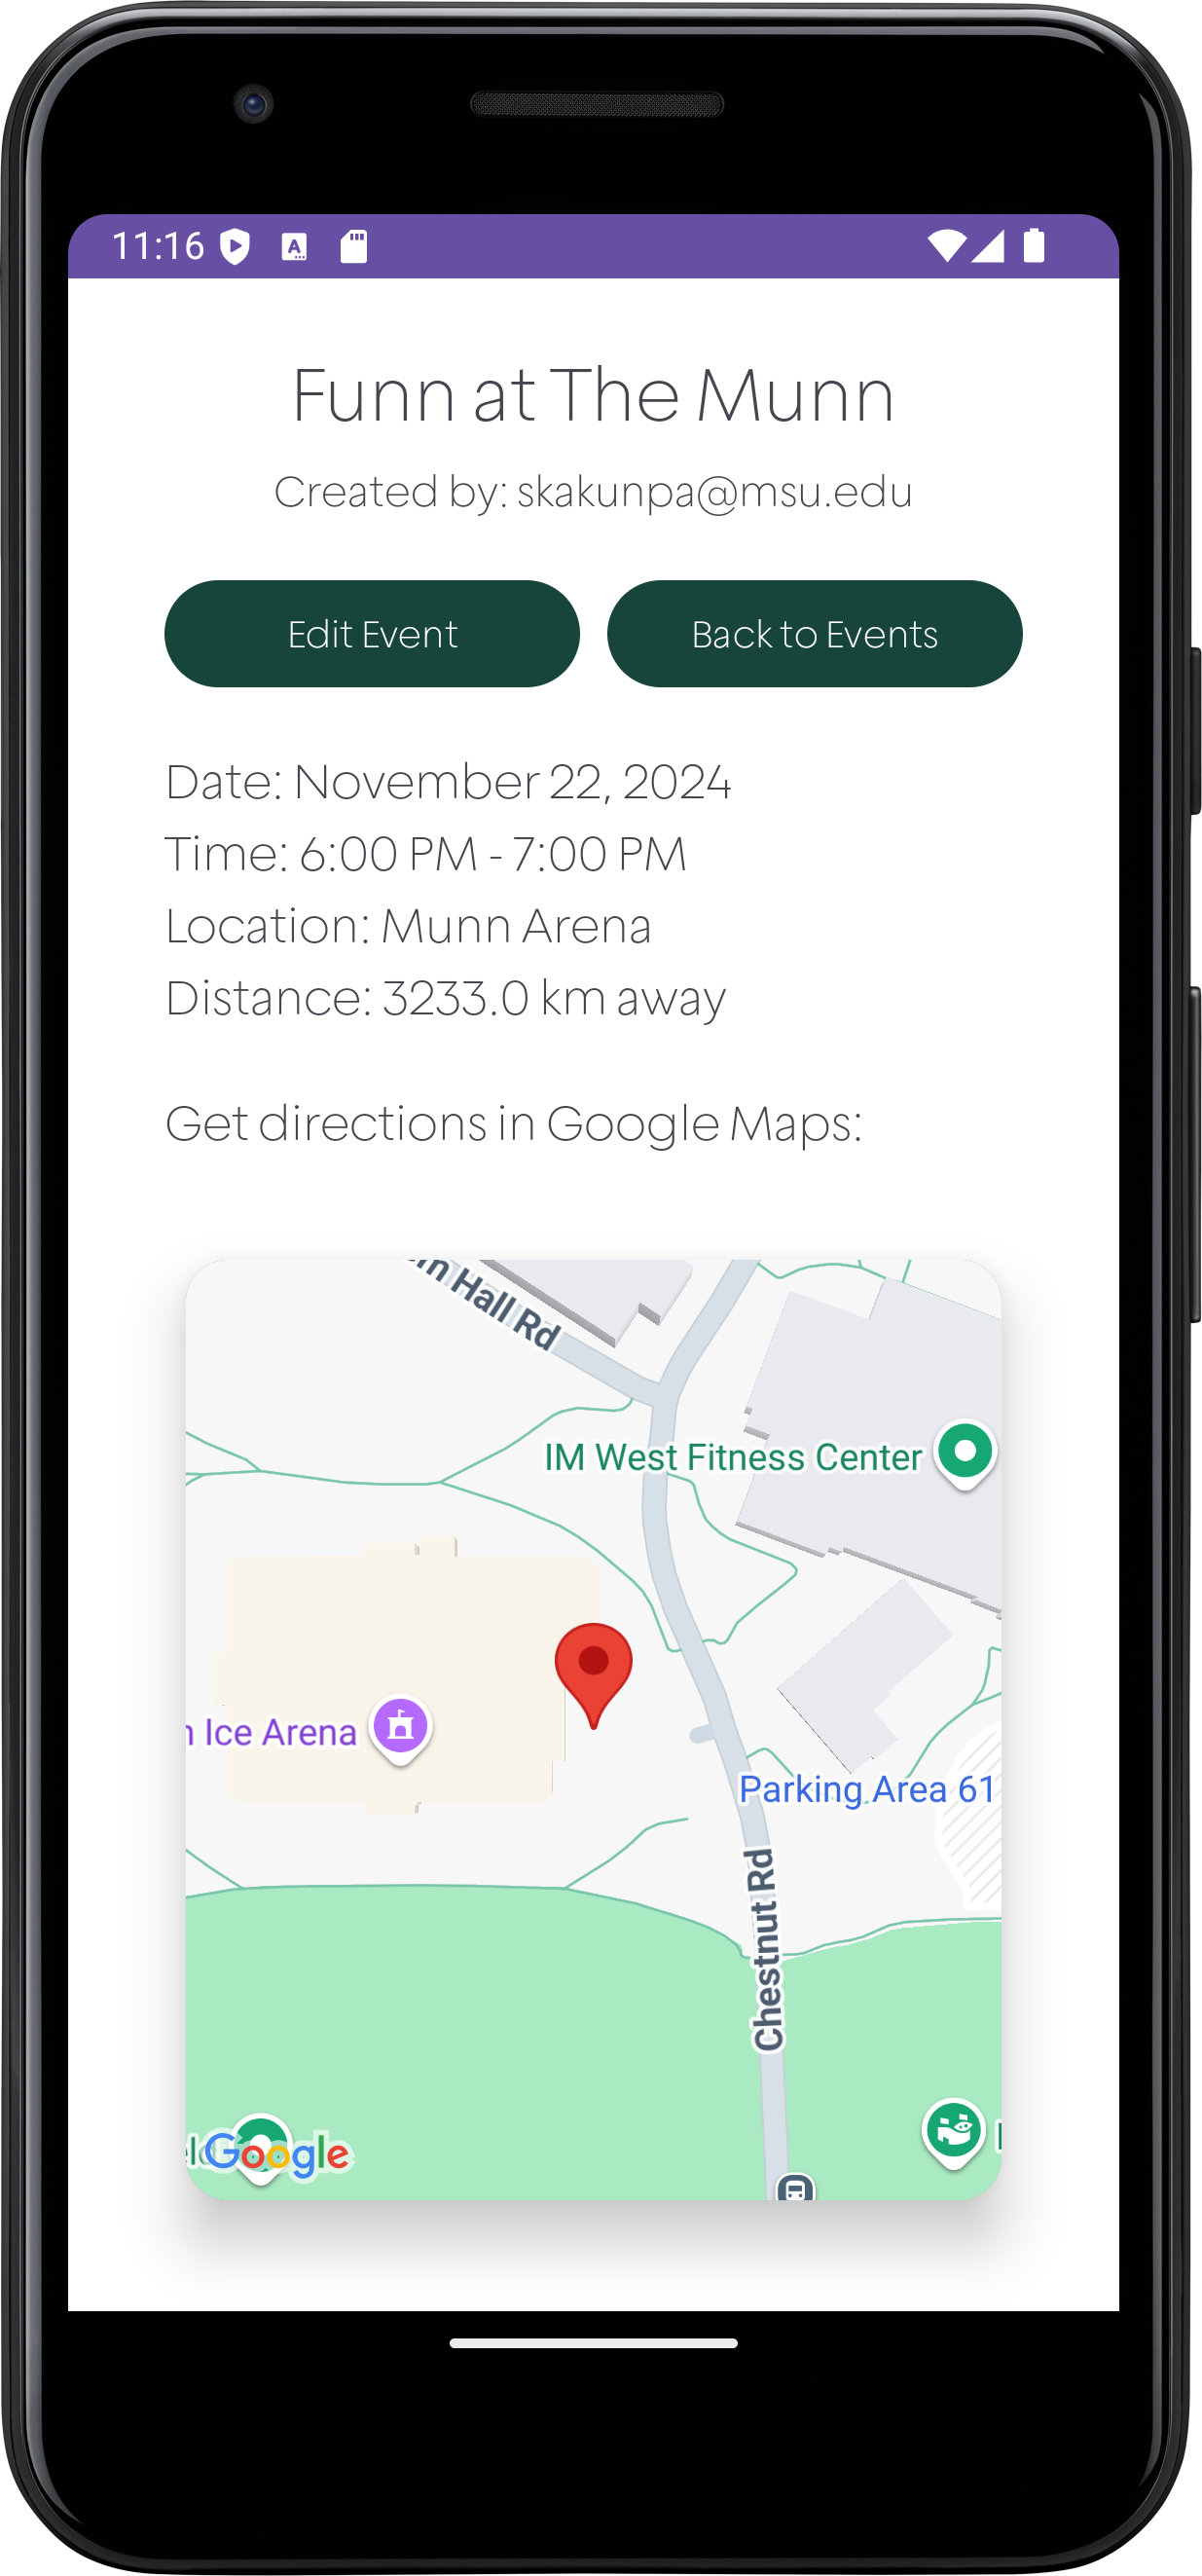 11:16
Funn at The Munn
Created by: skakunpa@msu.edu
Edit Event
Back to Events
Date: November 22, 2024
Time: 6:00 PM - 7:00 PM
Location: Munn Arena
Distance: 3233.0 km away
Get directions in Google Maps:
Hall Rd
IM West Fitness Center
Ice Arena
Parking Area 61
Chestnut Rd
Google